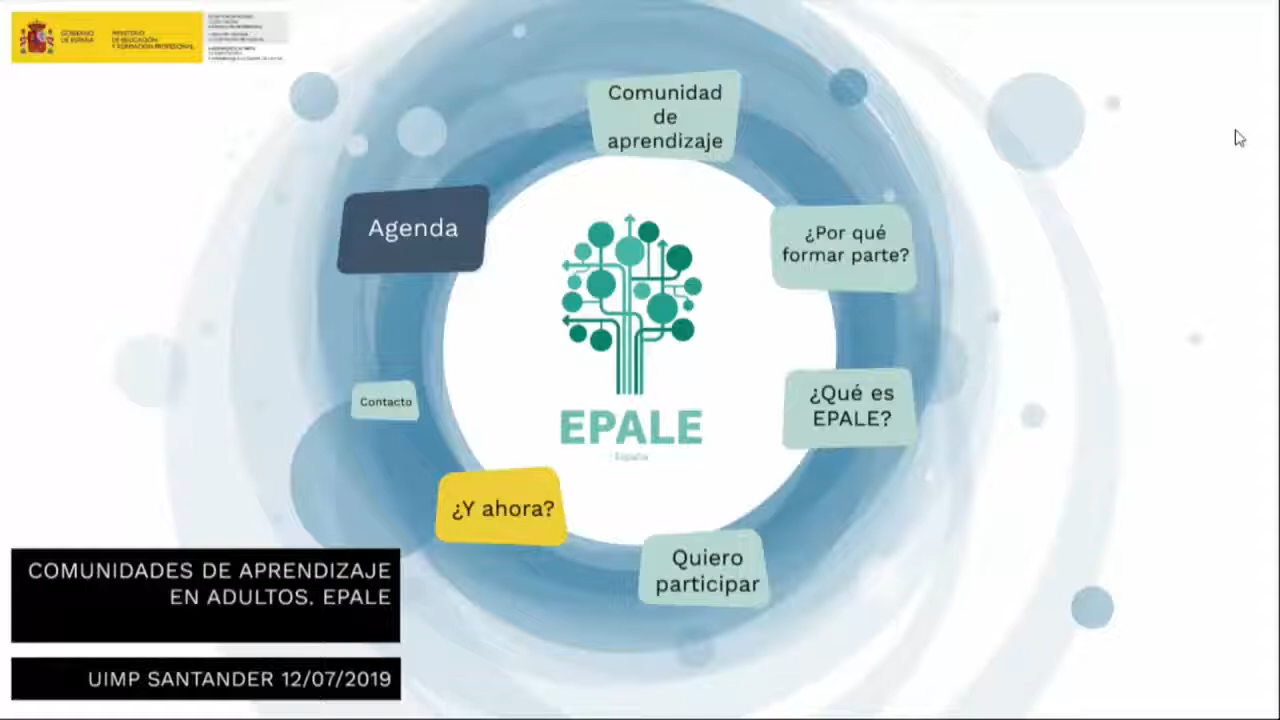 GOBIERNO
DE ESPAÑA
MINISTERIO
DE EDUCACIÓN
Y FORMACIÓN PROFESIONAL
Comunidad
de
aprendizaje
Agenda
¿Por qué
formar parte?
¿Qué es
EPALE?
Contacto
EPALE
España
¿Y ahora?
Quiero
participar
COMUNIDADES DE APRENDIZAJE
EN ADULTOS. EPALE
UIMP SANTANDER 12/07/2019